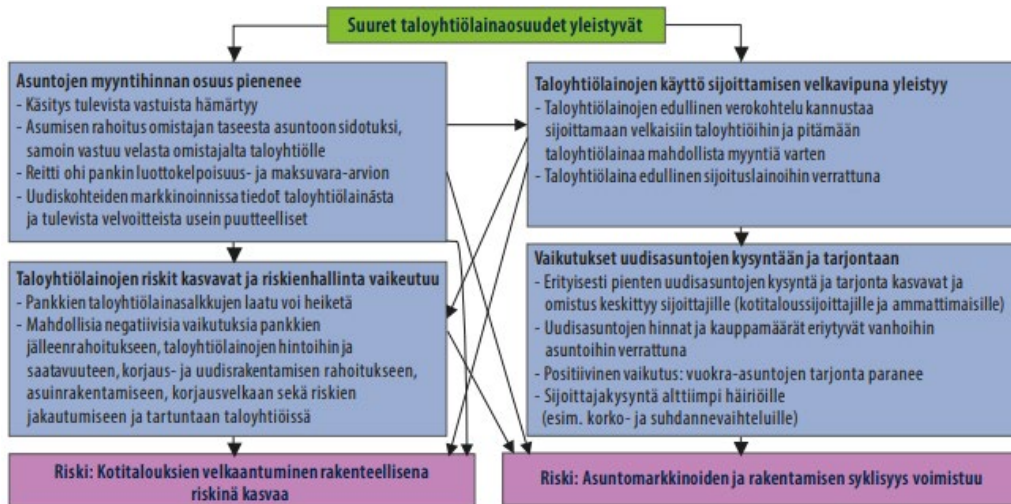 Suuret taloyhtiölainaosuudet yleistyvät
Asuntojen myyntihinnan osuus pienenee
- Käsitys tulevista vastuista hämärtyy
- Asumisen rahoitus omistajan taseesta asuntoon sidotuksi,
samoin vastuu velasta omistajalta taloyhtiölle
- Reitti ohi pankin luottokelpoisuus- ja maksuvara-arvion
- Uudiskohteiden markkinoinnissa tiedot taloyhtiölainasta
ja tulevista velvoitteista usein puutteelliset
Taloyhtiölainojen käyttö sijoittamisen velkavipuna yleistyy
- Taloyhtiölainojen edullinen verokohtelu kannustaa
sijoittamaan velkaisiin taloyhtiöihin ja pitämään
taloyhtiölainaa mahdollista myyntiä varten
- Taloyhtiölaina edullinen sijoituslainoihin verrattuna
Taloyhtiölainojen riskit kasvavat ja riskienhallinta vaikeutuu
- Pankkien taloyhtiölainasalkkujen laatu voi heiketä
- Mahdollisia negatiivisia vaikutuksia pankkien
jälleenrahoitukseen, taloyhtiölainojen hintoihin ja
saatavuuteen, korjaus- ja uudisrakentamisen rahoitukseen,
asuinrakentamiseen, korjausvelkaan sekä riskien
jakautumiseen ja tartuntaan taloyhtiöissä
Vaikutukset uudisasuntojen kysyntään ja tarjontaan
- Erityisesti pienten uudisasuntojen kysyntä ja tarjonta kasvavat ja
omistus keskittyy sijoittajille (kotitaloussijoittajille ja ammattimaisille)
- Uudisasuntojen hinnat ja kauppamäärät eriytyvät vanhoihin
asuntoihin verrattuna
- Positiivinen vaikutus: vuokra-asuntojen tarjonta paranee
- Sijoittajakysyntä alttiimpi häiriöille
(esim. korko- ja suhdannevaihteluille)
Riski: Kotitalouksien velkaantuminen rakenteellisena
riskinä kasvaa
Riski: Asuntomarkkinoiden ja rakentamisen syklisyys voimistuu